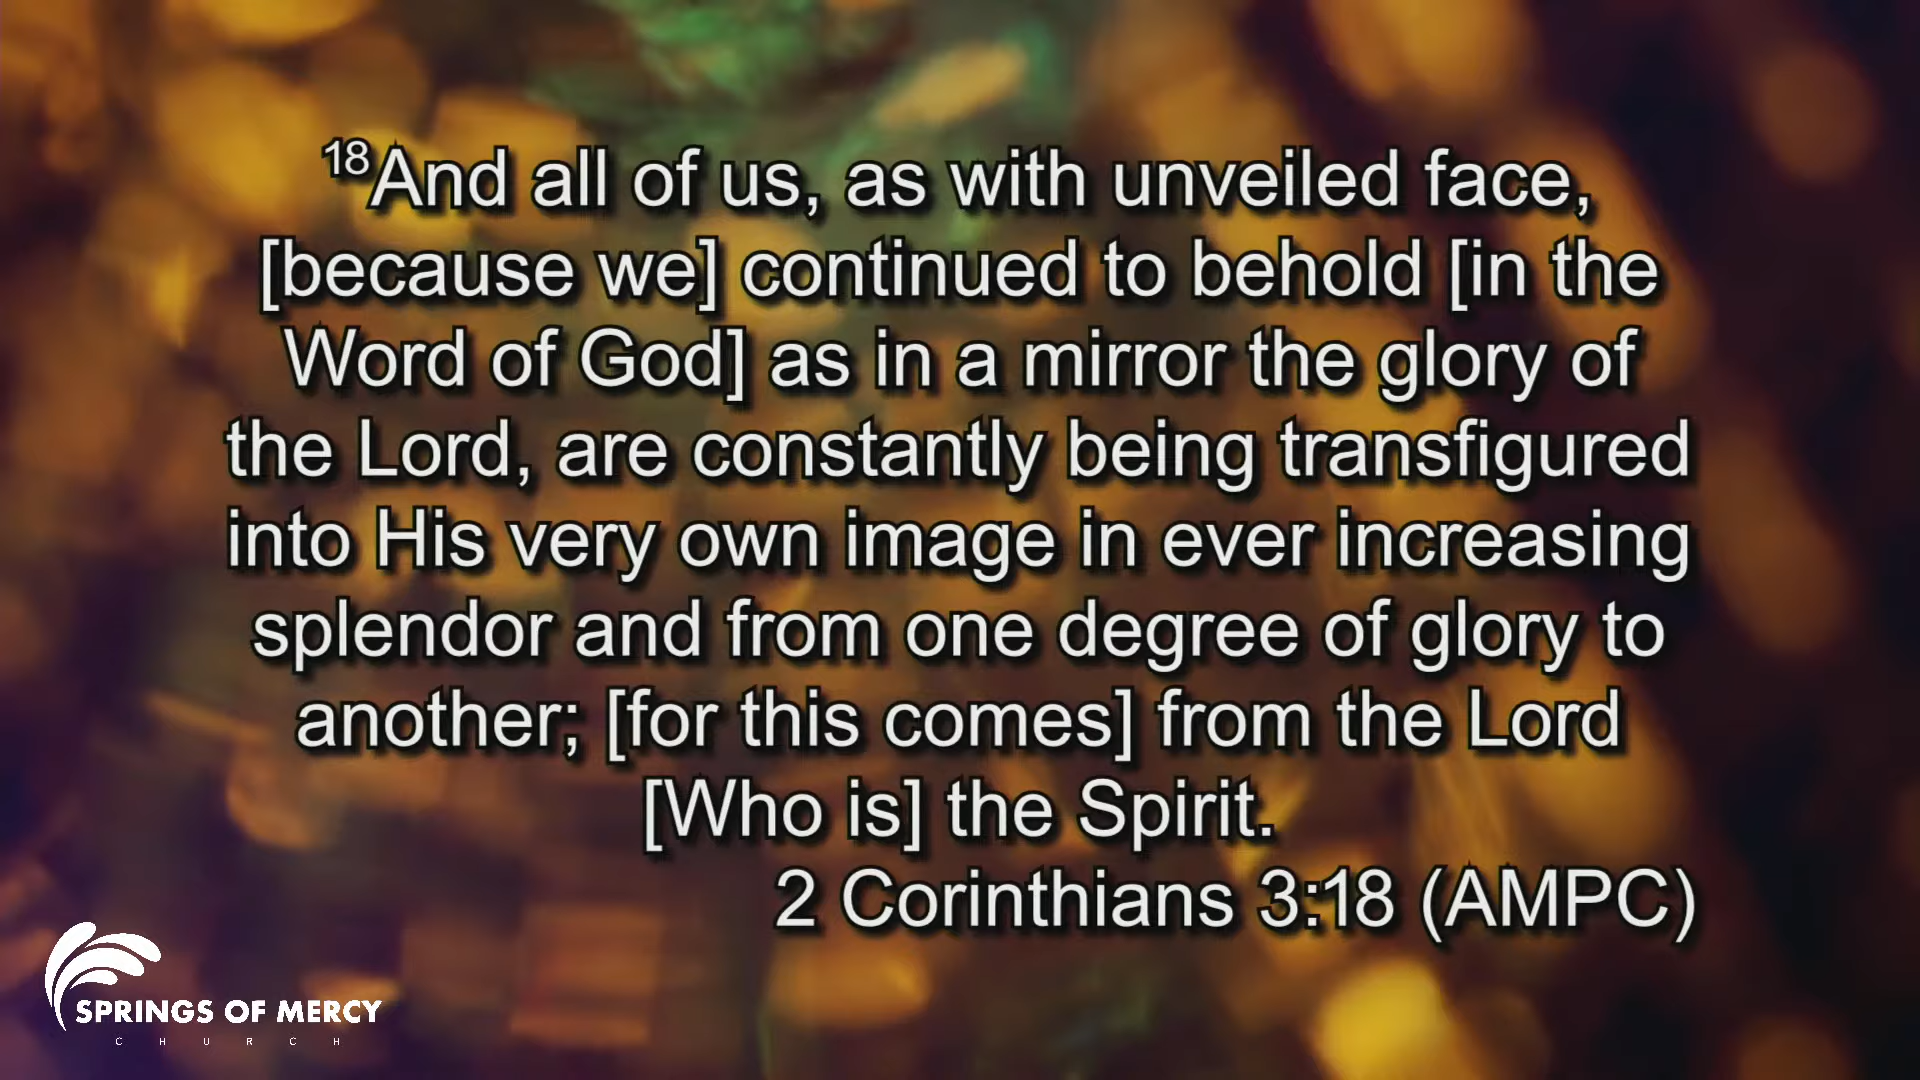 18And all of us, as with unveiled face,
[because we] continued to behold [in the
Word of God] as in a mirror the glory of
the Lord, are constantly being transfigured
into His very own image in ever increasing
splendor and from one degree of glory to
another; [for this comes] from the Lord
[Who is] the Spirit.
2 Corinthians 3:18 (AMPC)
SPRINGS OF MERCY
CHURCH